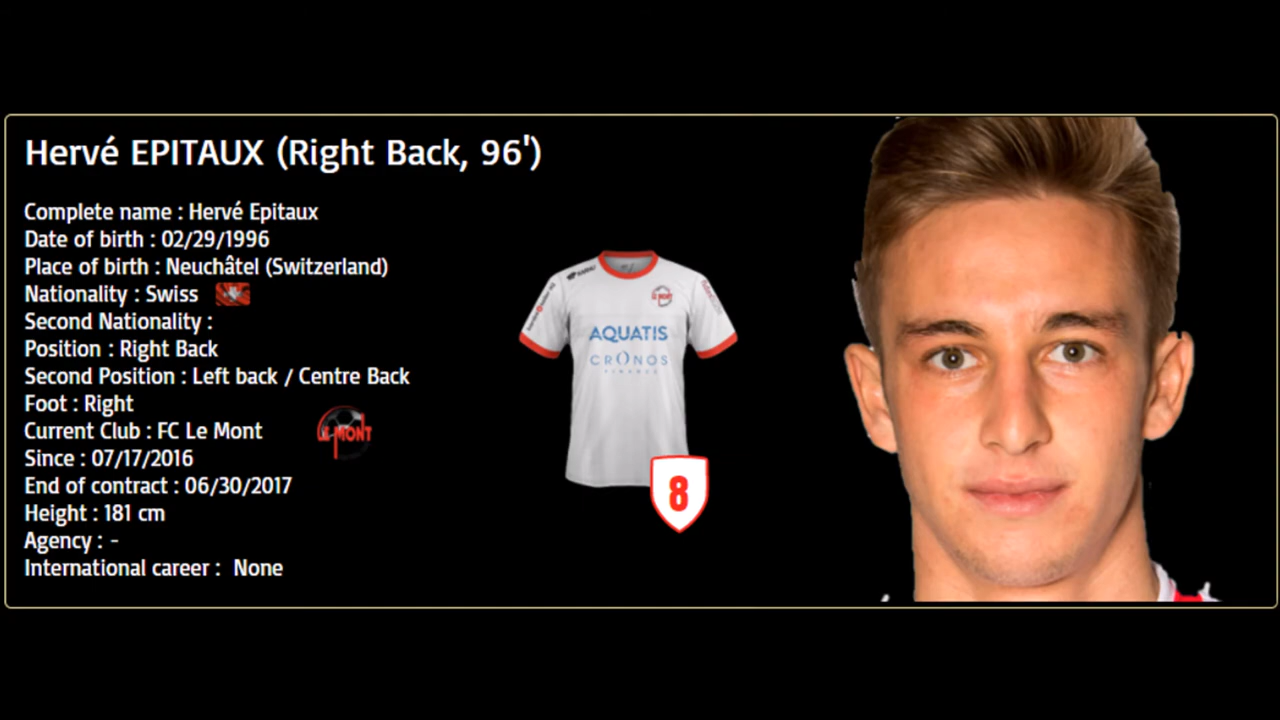 Hervé EPITAUX (Right Back, 96')
Complete name : Hervé Epitaux
Date of birth : 02/29/1996
Place of birth : Neuchâtel (Switzerland)
Nationality : Swiss
Second Nationality :
Position : Right Back
Second Position : Left back / Centre Back
Foot : Right
Current Club : FC Le Mont
LE MONT
Since : 07/17/2016
End of contract : 06/30/2017
Height : 181 cm
Agency : -
International career : None
AQUATIS
CRONOS
FINANCE
8